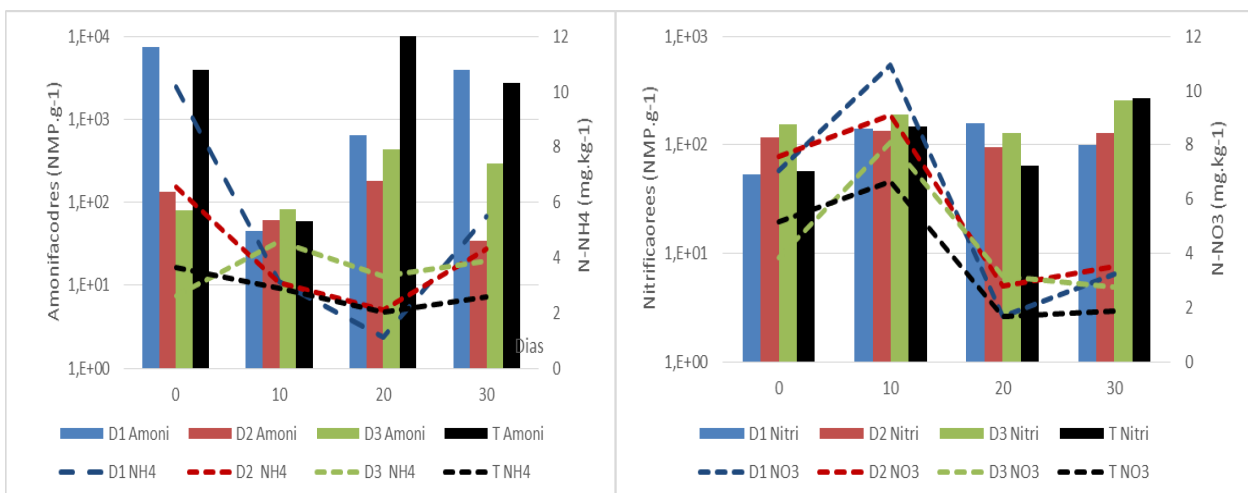 1,E+04
1,E+03
1,E+02
1,E+01
1,E+00
Amonifacodres (NMP.g-1)
12
10
8
6
4
2
0
N-NH4 (mg.kg-1)
Dias
0 10 20 30
D1 Amoni D2 Amoni D3 Amoni T Amoni
D1 NH4 D2 NH4 D3 NH4 T NH4
1,E+03
1,E+02
1,E+01
1,E+00
Nitrificaorees (NMP.g-1)
12
10
8
6
4
2
0
N-NO3 (mg.kg-1)
0 10 20 30
D1 Nitri D2 Nitri D3 Nitri T Nitri
D1 NO3 D2 NO3 D3 NO3 T NO3